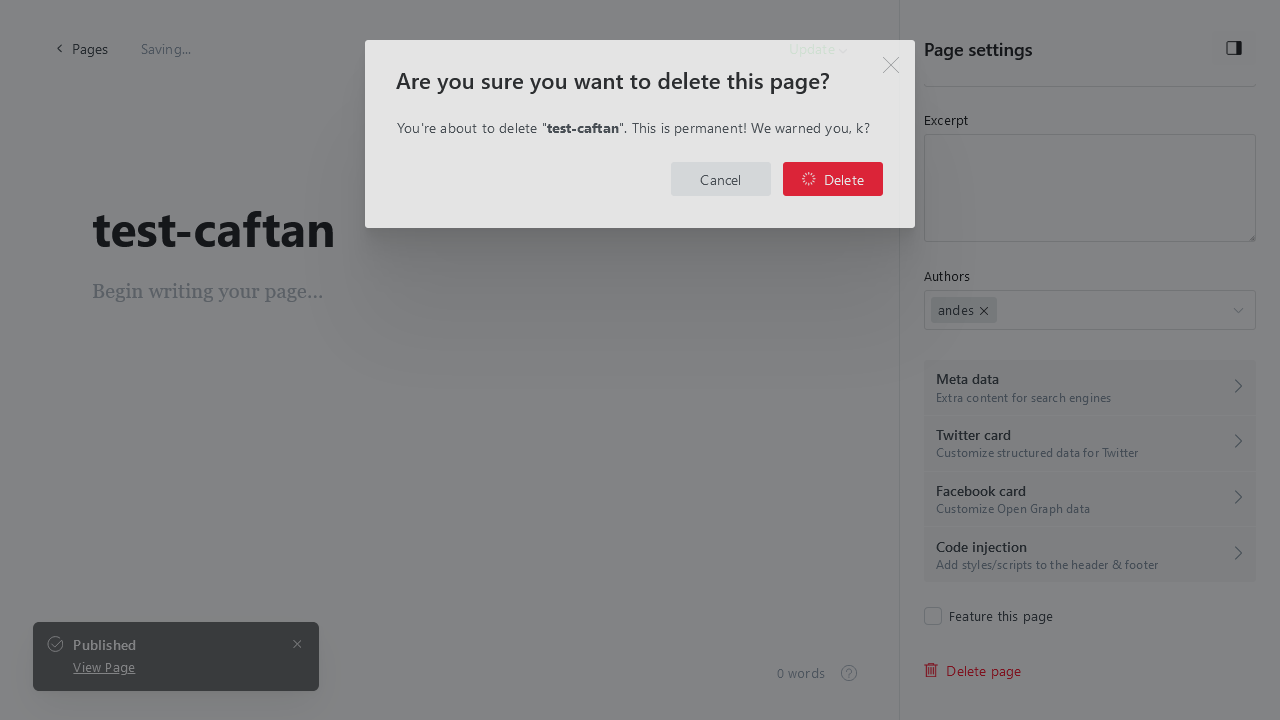 Pages
Saving...
Update
Page settings
Are you sure you want to delete this page?
You're about to delete "test-caftan". This is permanent! We warned you, k?
Cancel
Delete
test-caftan
Begin writing your page...
Excerpt
Authors
andes
Meta data
Extra content for search engines
Twitter card
Customize structured data for Twitter
Facebook card
Customize Open Graph data
Code injection
Add styles/scripts to the header & footer
Feature this page
Delete page
Published
View Page
0 words